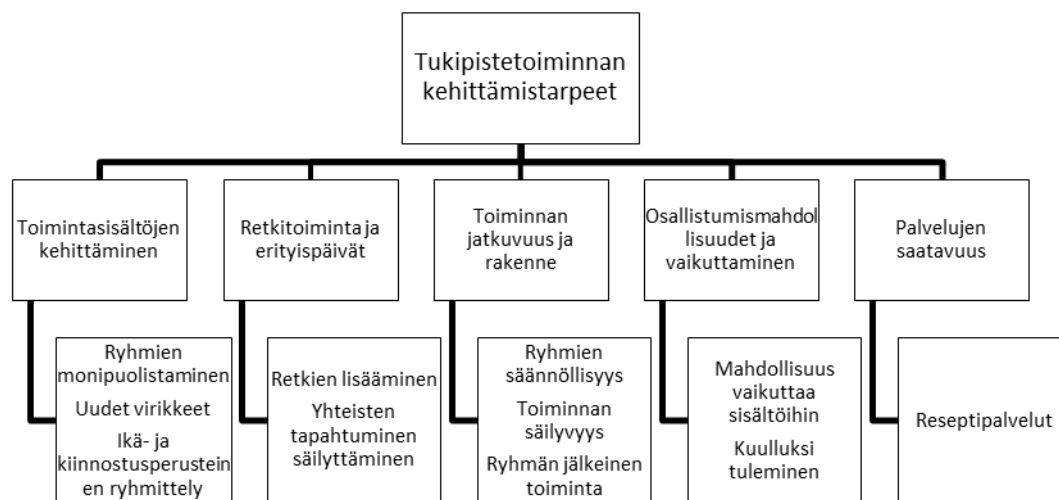 Tukipistetoiminnan
kehittämistarpeet
Toimintasisältöjen
kehittäminen
Retkitoiminta ja
erityispäivät
Toiminnan
jatkuvuus ja
rakenne
Osallistumismahdol
lisuudet ja
vaikuttaminen
Palvelujen
saatavuus
Ryhmien
monipuolistaminen
Uudet virikkeet
Ikä- ja
kiinnostusperustein
en ryhmittely
Retkien lisääminen
Yhteisten
tapahtuminen
säilyttäminen
Ryhmien
säännöllisyys
Toiminnan
säilyvyys
Ryhmän jälkeinen
toiminta
Mahdollisuus
vaikuttaa
sisältöihin
Kuulluksi
tuleminen
Reseptipalvelut